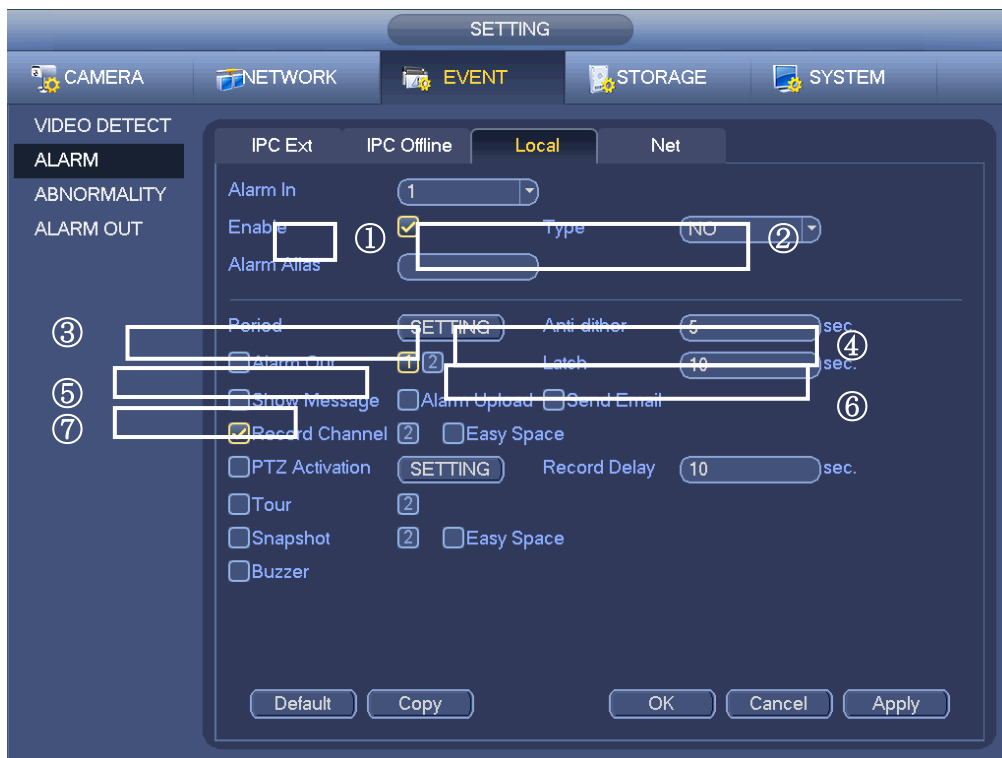 SETTING
CAMERA NETWORK EVENT STORAGE SYSTEM
VIDEO DETECT
ALARM
ABNORMALITY
ALARM OUT
IPC Ext IPC Offline Local Net
Alarm In 1
Enable ① Type NO ②
Alarm Alias
③ Period SETTING Anti-dither 5 sec. ④
Alarm Out 1 2 Latch 10 sec.
⑤ Show Message Alarm Upload Send Email ⑥
⑦ Record Channel 2 Easy Space
PTZ Activation SETTING Record Delay 10 sec.
Tour 2
Snapshot 2 Easy Space
Buzzer
Default Copy OK Cancel Apply